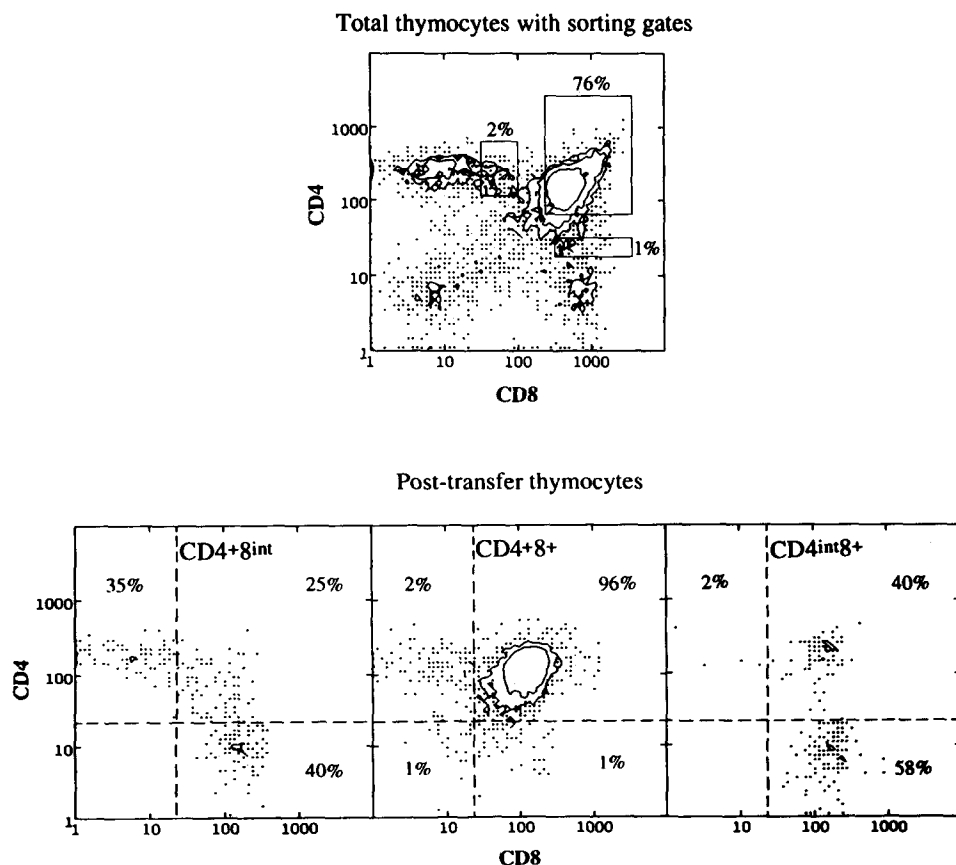 Total thymocytes with sorting gates
76%
2%
1%
CD4
1000
100
10
1
1 10 100 1000
CD8
Post-transfer thymocytes
CD4+8int CD4+8+ CD4int8+
35% 25% 2% 96% 2% 40%
CD4
1000
100
10
1
40% 1% 1% 58%
1 10 100 1000 10 100 1000 10 100 1000
CD8